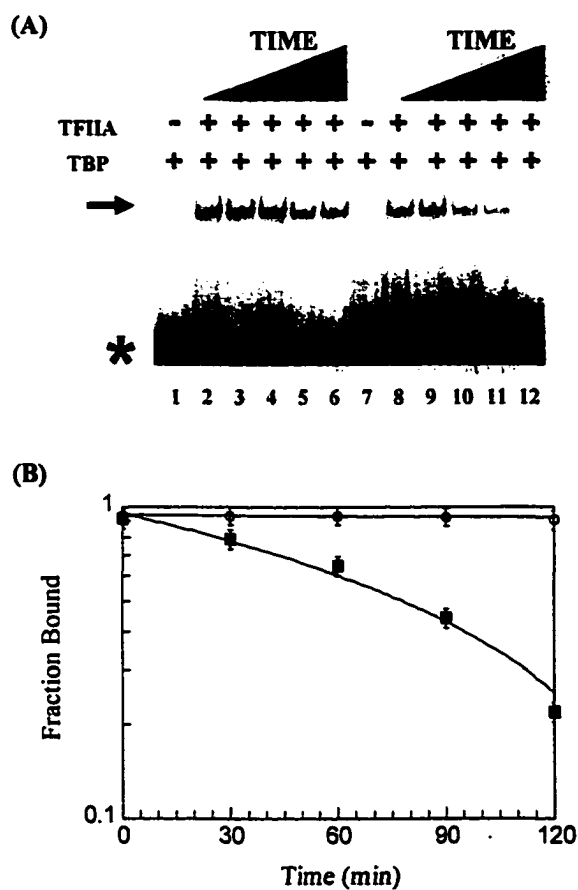 (A)
TIME TIME
TFIIA - + + + + + - + + + + +
TBP + + + + + + + + + + + +
*
1 2 3 4 5 6 7 8 9 10 11 12
(B)
1
Fraction Bound
0.1
0 30 60 90 120
Time (min)